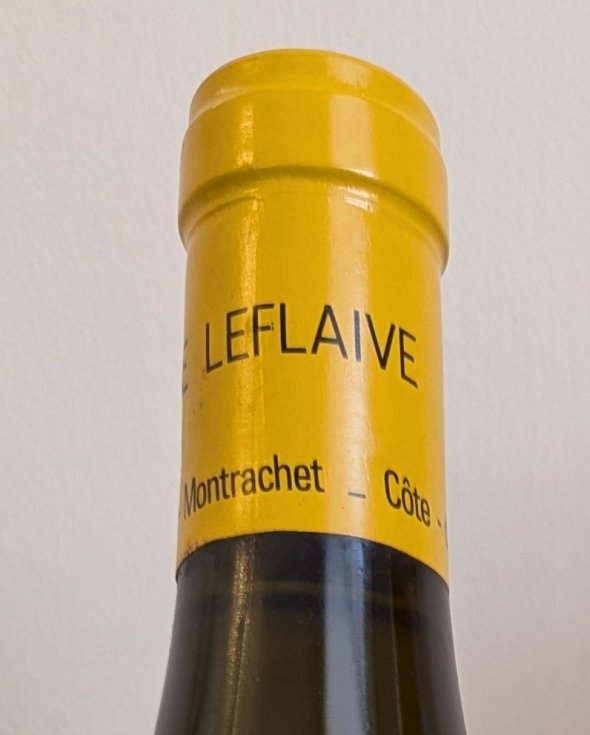 E LEFLAIVE
-Montrachet _ Côte -